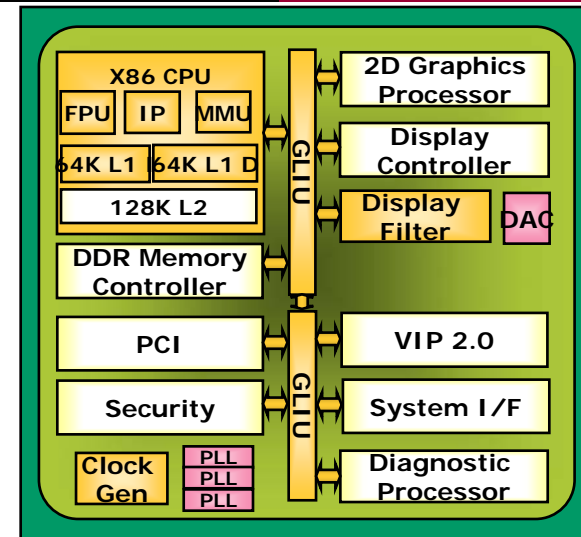 X86 CPU
FPU
IP
MMU
64K L1 I
64K L1 D
128K L2
DDR Memory
Controller
PCI
Security
Clock
Gen
PLL
PLL
PLL
GLIU
GLIU
2D Graphics
Processor
Display
Controller
Display
Filter
DAC
VIP 2.0
System I/F
Diagnostic
Processor